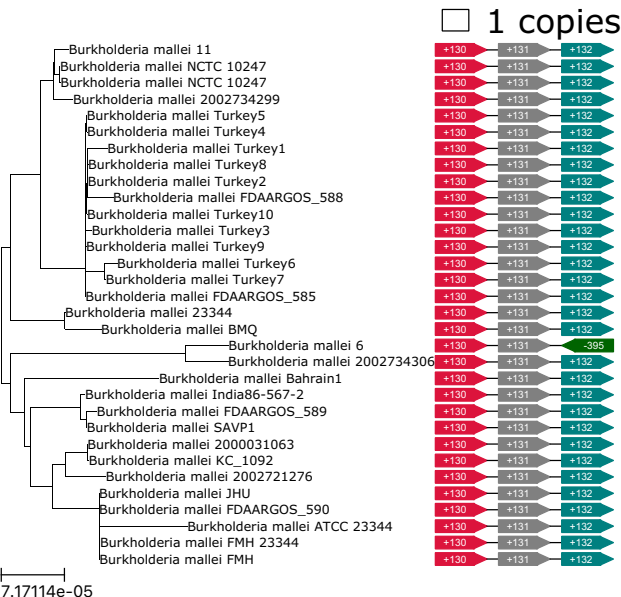 1 copies
Burkholderia mallei 11 +130 +131 +132
Burkholderia mallei NCTC 10247 +130 +131 +132
Burkholderia mallei NCTC 10247 +130 +131 +132
Burkholderia mallei 2002734299 +130 +131 +132
Burkholderia mallei Turkey5 +130 +131 +132
Burkholderia mallei Turkey4 +130 +131 +132
Burkholderia mallei Turkey1 +130 +131 +132
Burkholderia mallei Turkey8 +130 +131 +132
Burkholderia mallei Turkey2 +130 +131 +132
Burkholderia mallei FDAARGOS_588 +130 +131 +132
Burkholderia mallei Turkey10 +130 +131 +132
Burkholderia mallei Turkey3 +130 +131 +132
Burkholderia mallei Turkey9 +130 +131 +132
Burkholderia mallei Turkey6 +130 +131 +132
Burkholderia mallei Turkey7 +130 +131 +132
Burkholderia mallei FDAARGOS_585 +130 +131 +132
Burkholderia mallei 23344 +130 +131 +132
Burkholderia mallei BMQ +130 +131 +132
Burkholderia mallei 6 +130 +131 -395
Burkholderia mallei 2002734306 +130 +131 +132
Burkholderia mallei Bahrain1 +130 +131 +132
Burkholderia mallei India86-567-2 +130 +131 +132
Burkholderia mallei FDAARGOS_589 +130 +131 +132
Burkholderia mallei SAVP1 +130 +131 +132
Burkholderia mallei 2000031063 +130 +131 +132
Burkholderia mallei KC_1092 +130 +131 +132
Burkholderia mallei 2002721276 +130 +131 +132
Burkholderia mallei JHU +130 +131 +132
Burkholderia mallei FDAARGOS_590 +130 +131 +132
Burkholderia mallei ATCC 23344 +130 +131 +132
Burkholderia mallei FMH 23344 +130 +131 +132
Burkholderia mallei FMH +130 +131 +132
7.17114e-05